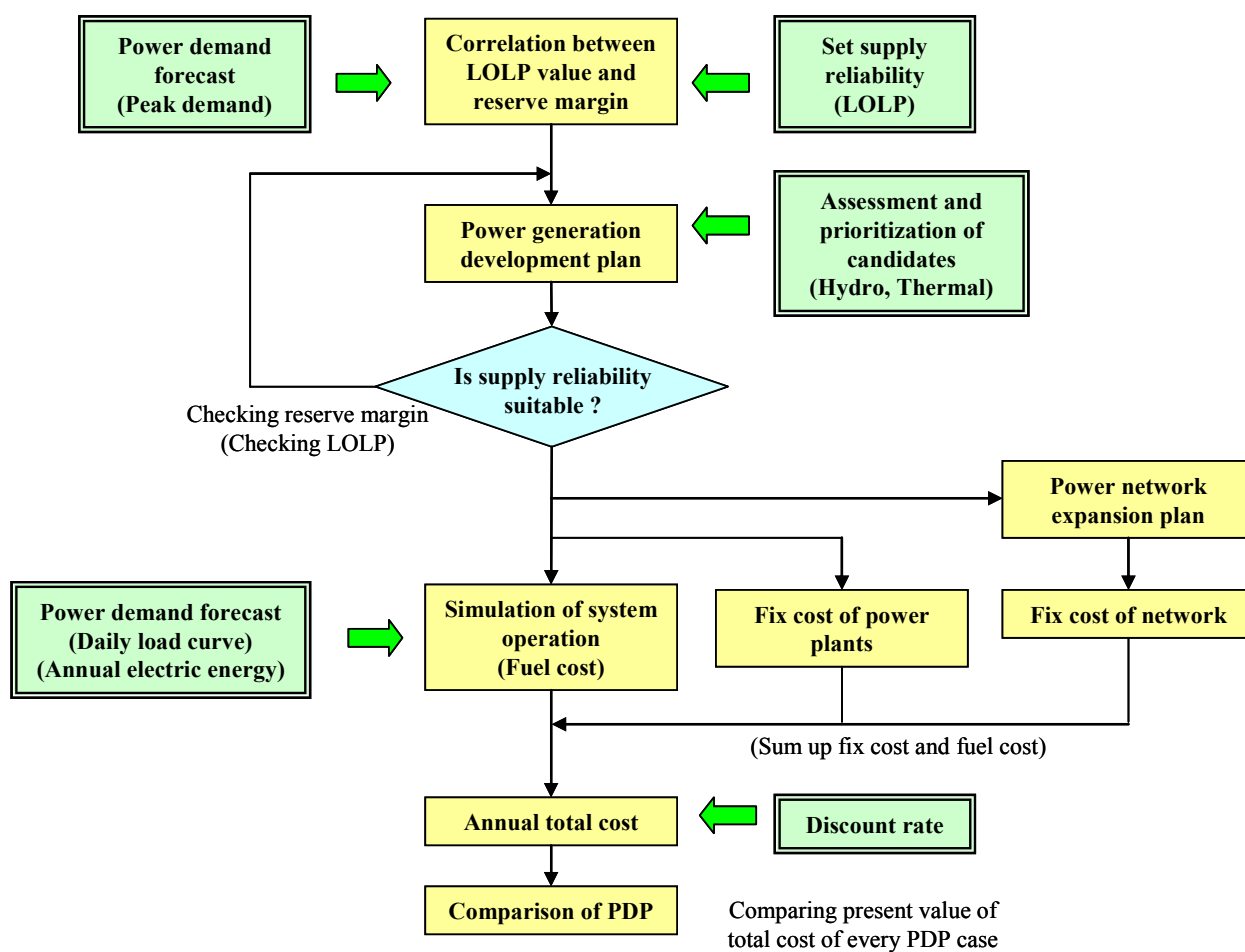 Power demand
forecast
(Peak demand)
Correlation between
LOLP value and
reserve margin
Set supply
reliability
(LOLP)
Power generation
development plan
Assessment and
prioritization of
candidates
(Hydro, Thermal)
Is supply reliability
suitable ?
Checking reserve margin
(Checking LOLP)
Power network
expansion plan
Power demand forecast
(Daily load curve)
(Annual electric energy)
Simulation of system
operation
(Fuel cost)
Fix cost of power
plants
Fix cost of network
(Sum up fix cost and fuel cost)
Annual total cost
Discount rate
Comparison of PDP
Comparing present value of
total cost of every PDP case